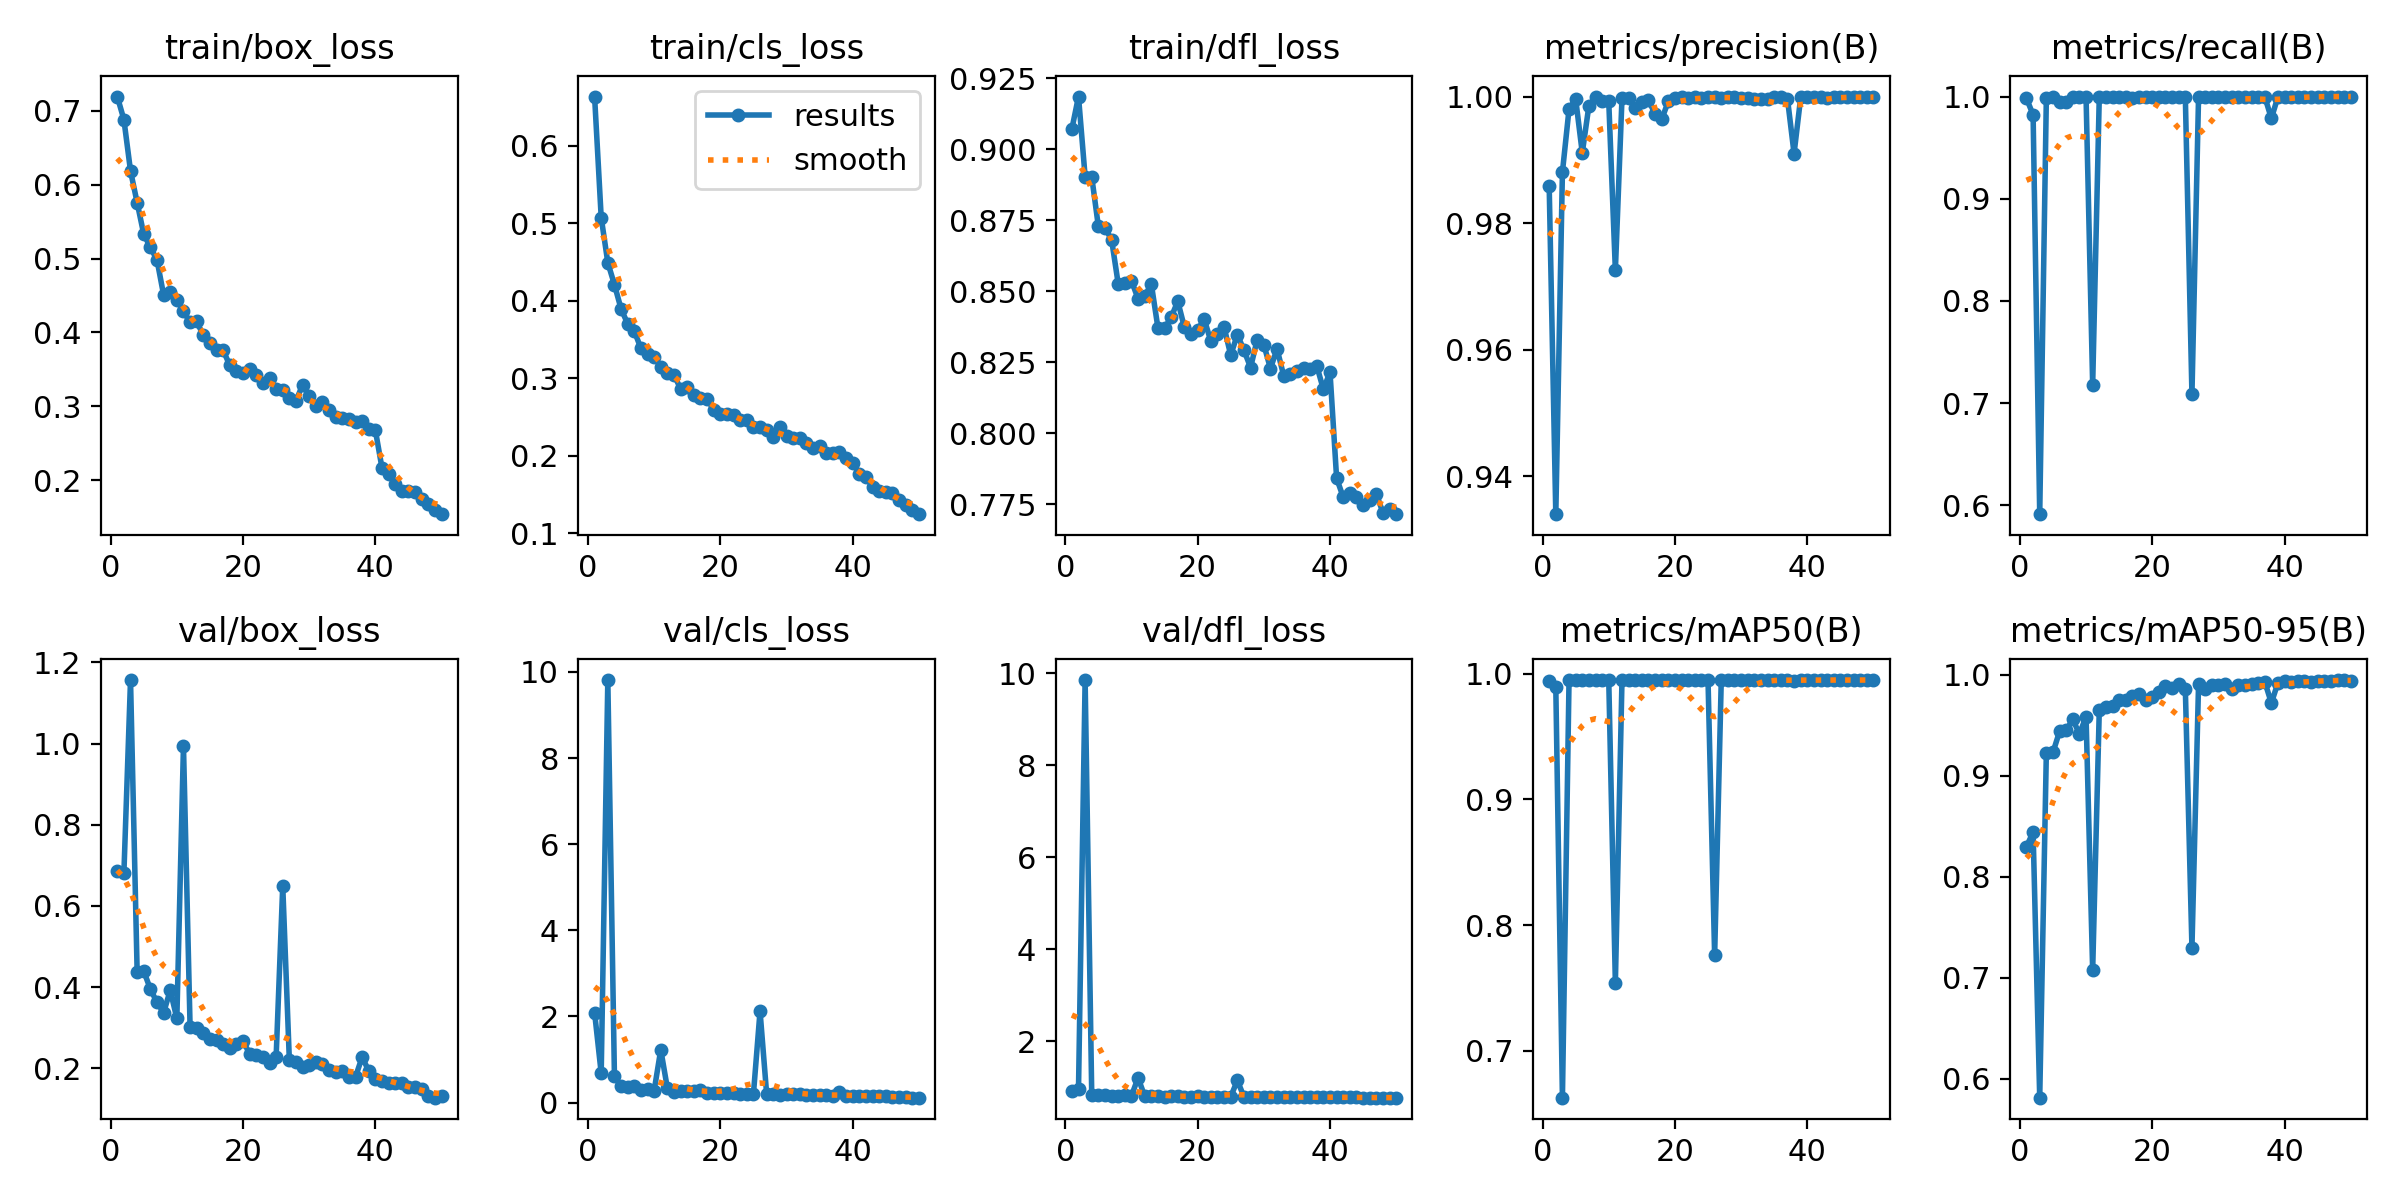 train/box_loss
0.7
0.6
0.5
0.4
0.3
0.2
0 20 40
train/cls_loss
results
smooth
0.6
0.5
0.4
0.3
0.2
0.1
0 20 40
train/dfl_loss
0.925
0.900
0.875
0.850
0.825
0.800
0.775
0 20 40
metrics/precision(B)
1.00
0.98
0.96
0.94
0 20 40
metrics/recall(B)
1.0
0.9
0.8
0.7
0.6
0 20 40
val/box_loss
1.2
1.0
0.8
0.6
0.4
0.2
0 20 40
val/cls_loss
10
8
6
4
2
0
0 20 40
val/dfl_loss
10
8
6
4
2
0 20 40
metrics/mAP50(B)
1.0
0.9
0.8
0.7
0 20 40
metrics/mAP50-95(B)
1.0
0.9
0.8
0.7
0.6
0 20 40